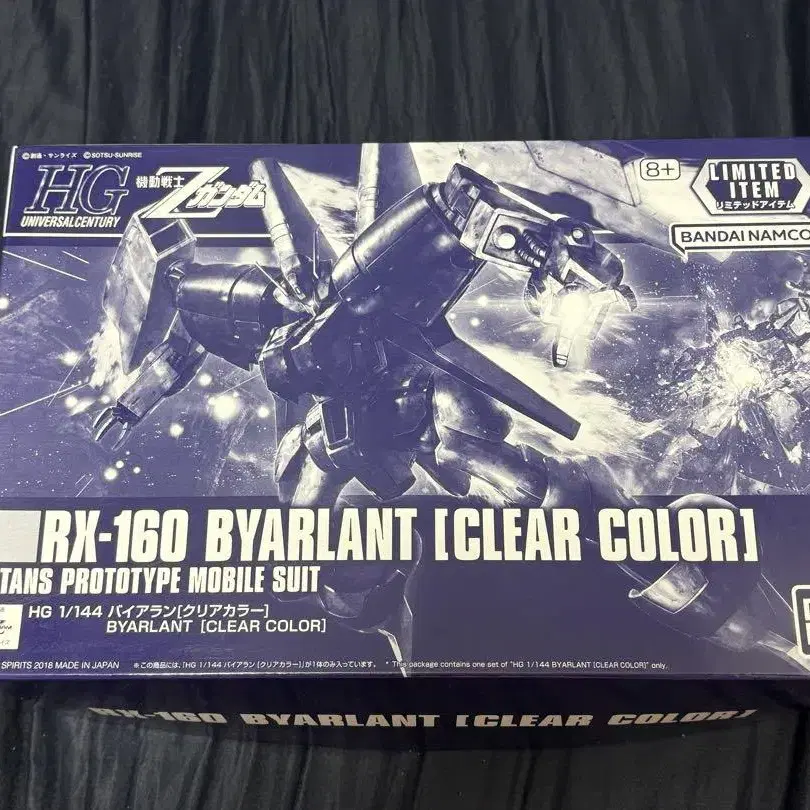 ©創通・サンライズ ©SOTSU・SUNRISE
HG
UNIVERSAL CENTURY
機動戦士
Zガンダム
8+
LIMITED
ITEM
リミテッドアイテム
BANDAI NAMCO
RX-160 BYARLANT [CLEAR COLOR]
TANS PROTOTYPE MOBILE SUIT
HG 1/144 バイアラン[クリアカラー]
BYARLANT [CLEAR COLOR]
SPIRITS 2018 MADE IN JAPAN ※この商品には、「HG 1/144 バイアラン[クリアカラー]」が1体のみ入っています。 * This package contains one set of "HG 1/144 BYARLANT [CLEAR COLOR]" only.
RX-160 BYARLANT [CLEAR COLOR]